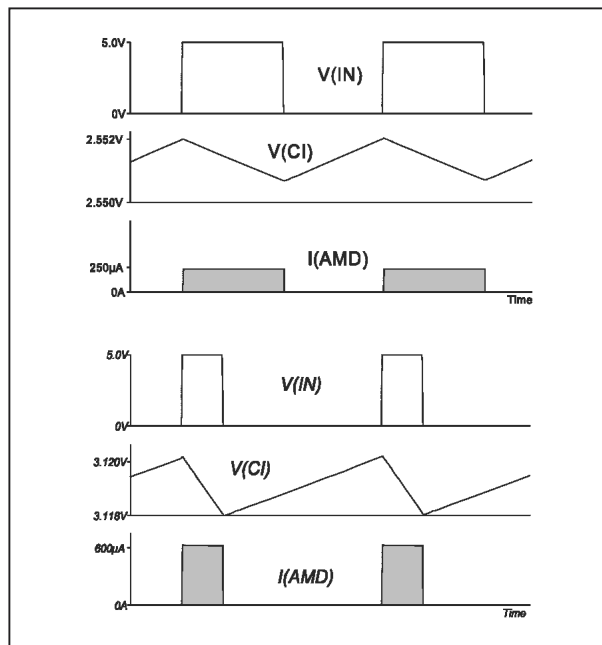 5.0V
V(IN)
0V
2.552V
V(CI)
2.550V
I(AMD)
250µA
0A
Time
5.0V
V(IN)
0V
3.120V
V(CI)
3.118V
600µA
I(AMD)
0A
Time